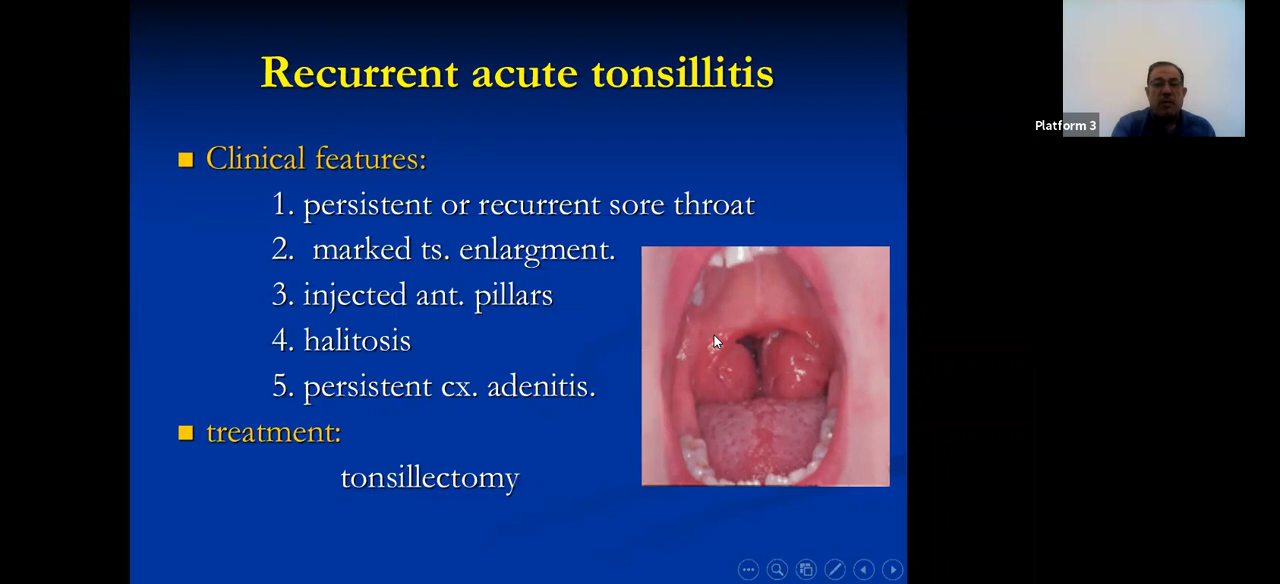 Recurrent acute tonsillitis
Clinical features:
1. persistent or recurrent sore throat
2. marked ts. enlargment.
3. injected ant. pillars
4. halitosis
5. persistent cx. adenitis.
treatment:
tonsillectomy
Platform 3